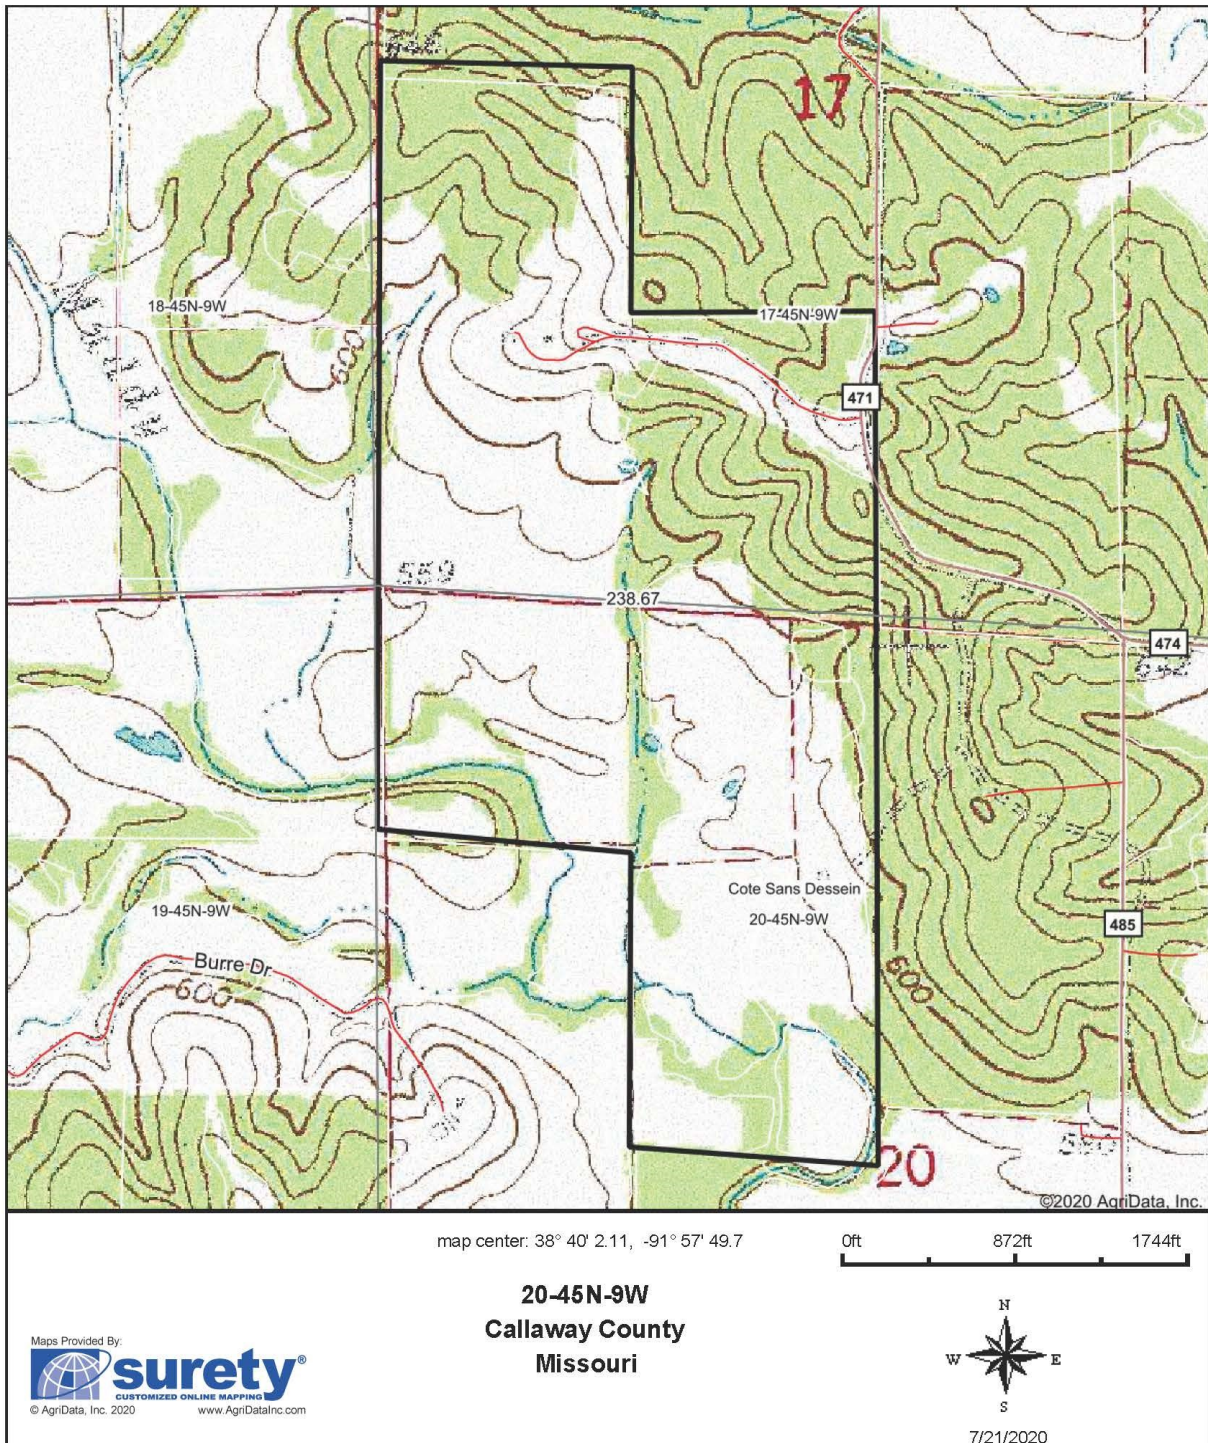 17
17-45N-9W
18-45N-9W
600
471
559
238.67
474
Cote Sans Dessein
20-45N-9W
19-45N-9W
485
Burre Dr
600
600
20
©2020 AgriData, Inc.
map center: 38° 40' 2.11, -91° 57' 49.7
0ft 872ft 1744ft
20-45N-9W
Callaway County
Missouri
Maps Provided By:
surety®
CUSTOMIZED ONLINE MAPPING
© AgriData, Inc. 2020 www.AgriDataInc.com
N
W E
S
7/21/2020